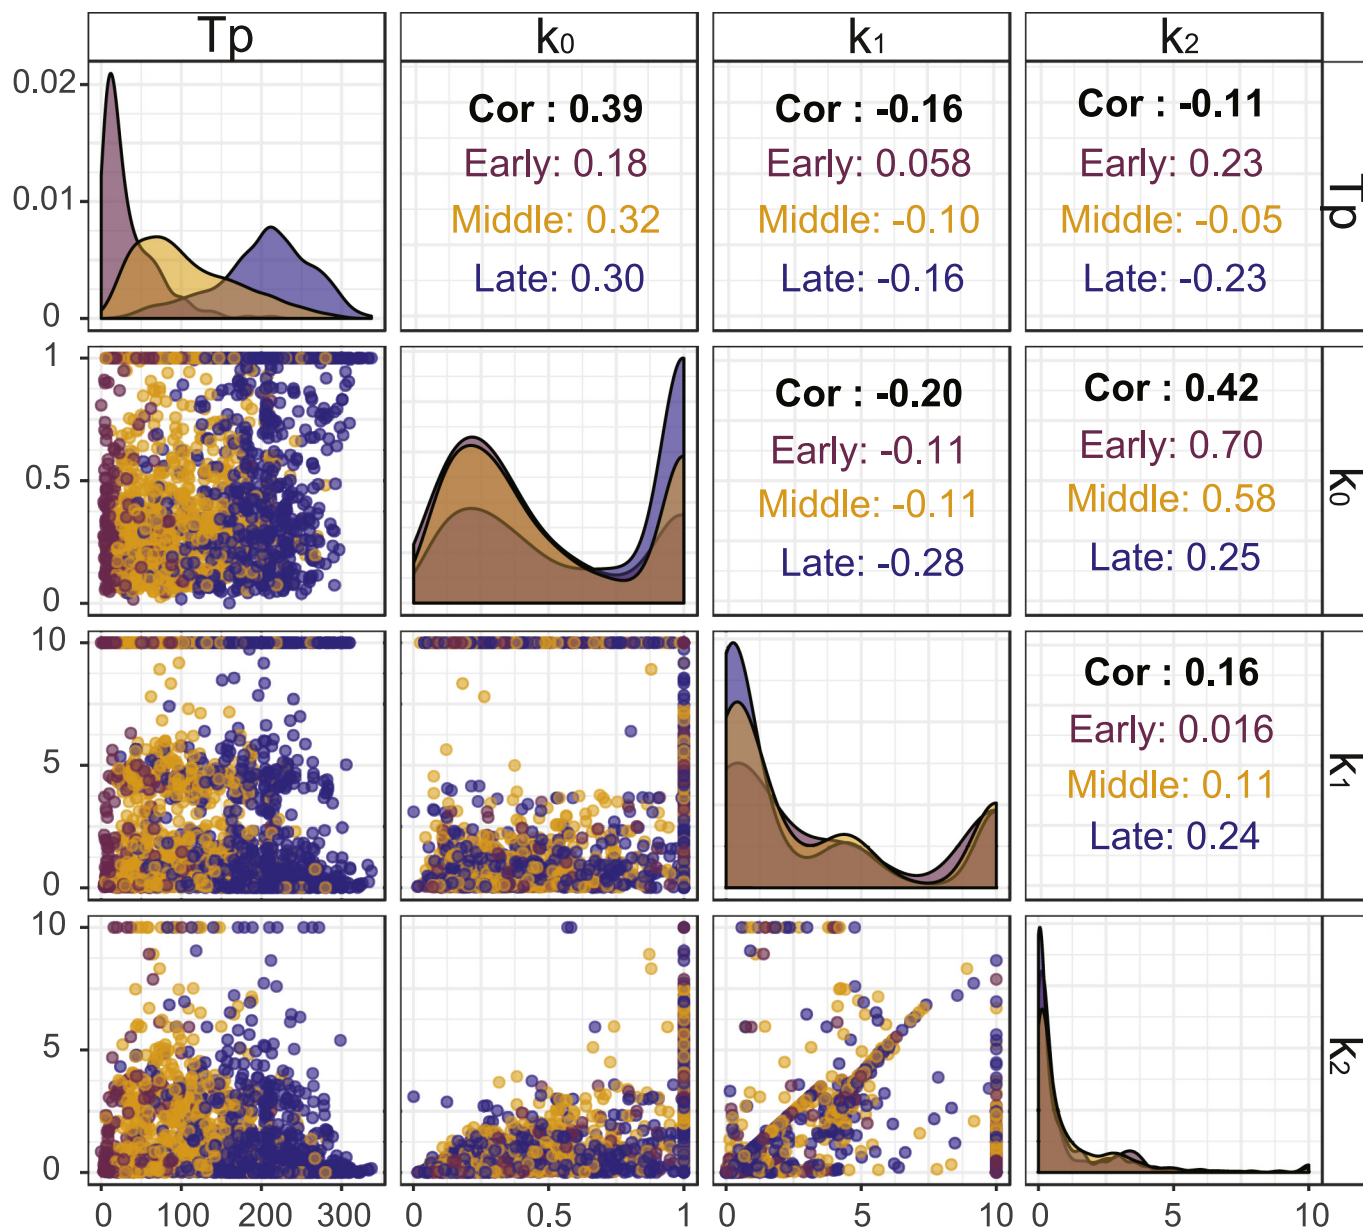 Tp k₀ k₁ k₂
0.02
0.01
0
Cor : 0.39
Early: 0.18
Middle: 0.32
Late: 0.30
Cor : -0.16
Early: 0.058
Middle: -0.10
Late: -0.16
Cor : -0.11
Early: 0.23
Middle: -0.05
Late: -0.23
Tp
1
0.5
0
Cor : -0.20
Early: -0.11
Middle: -0.11
Late: -0.28
Cor : 0.42
Early: 0.70
Middle: 0.58
Late: 0.25
k₀
10
5
0
Cor : 0.16
Early: 0.016
Middle: 0.11
Late: 0.24
k₁
10
5
0
k₂
0 100 200 300 0 0.5 1 0 5 10 0 5 10